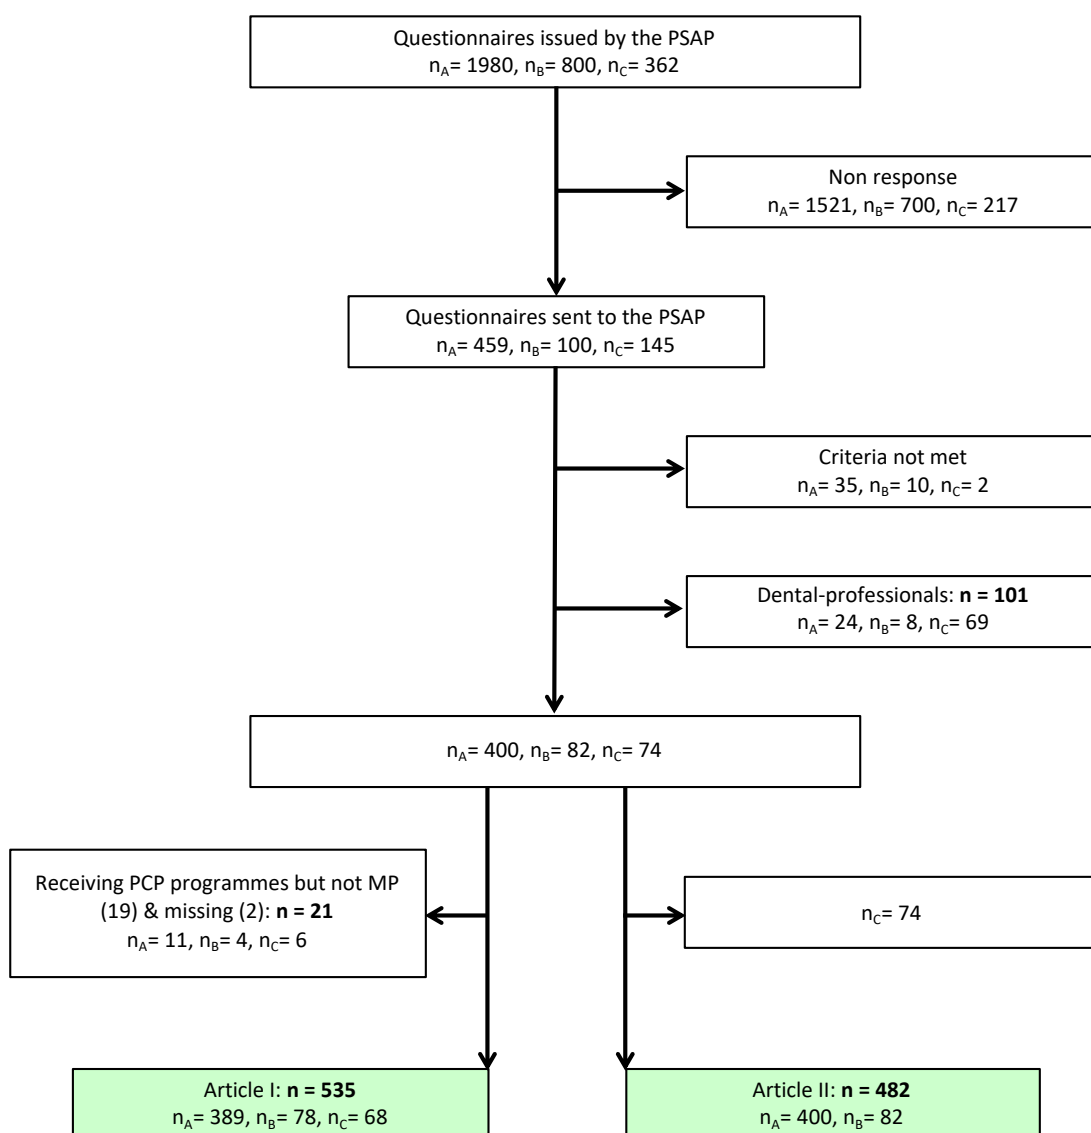 Questionnaires issued by the PSAP
nA= 1980, nB= 800, nC= 362
Non response
nA= 1521, nB= 700, nC= 217
Questionnaires sent to the PSAP
nA= 459, nB= 100, nC= 145
Criteria not met
nA= 35, nB= 10, nC= 2
Dental-professionals: n = 101
nA= 24, nB= 8, nC= 69
nA= 400, nB= 82, nC= 74
Receiving PCP programmes but not MP
(19) & missing (2): n = 21
nA= 11, nB= 4, nC= 6
nC= 74
Article I: n = 535
nA= 389, nB= 78, nC= 68
Article II: n = 482
nA= 400, nB= 82